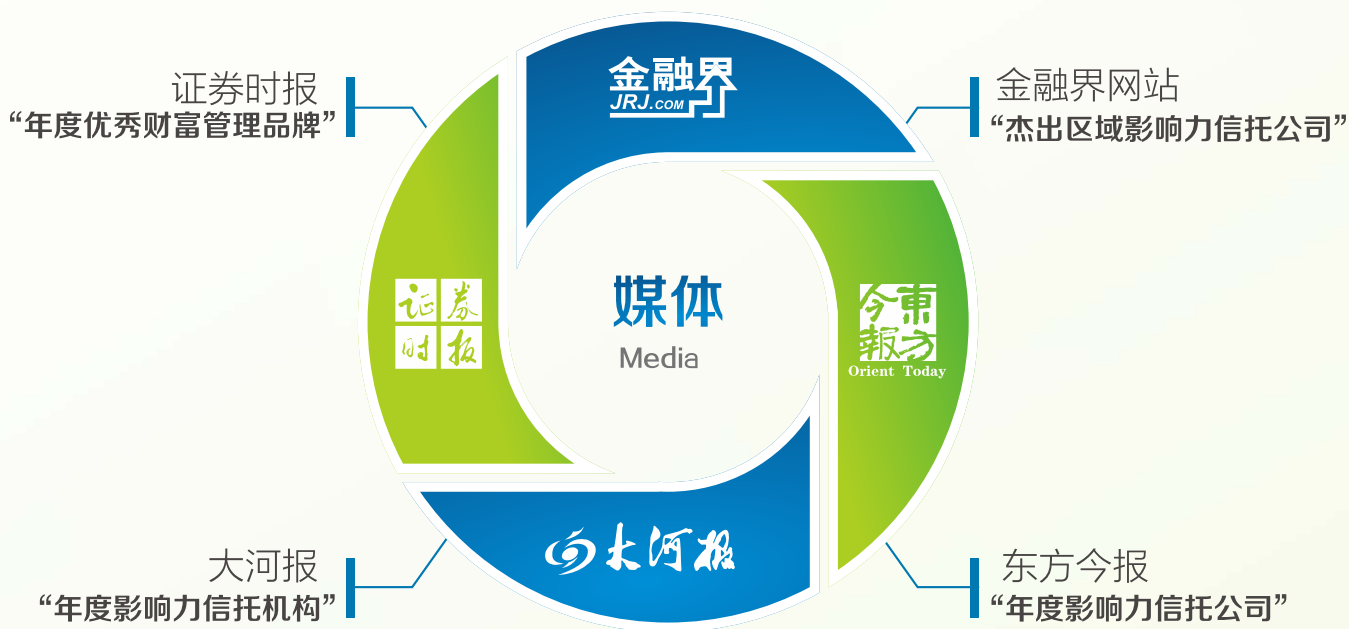 金融界
JRJ.COM
证券时报
“年度优秀财富管理品牌”
金融界网站
“杰出区域影响力信托公司”
证券
时报
媒体
Media
今東
報方
Orient Today
大河报
大河报
“年度影响力信托机构”
东方今报
“年度影响力信托公司”